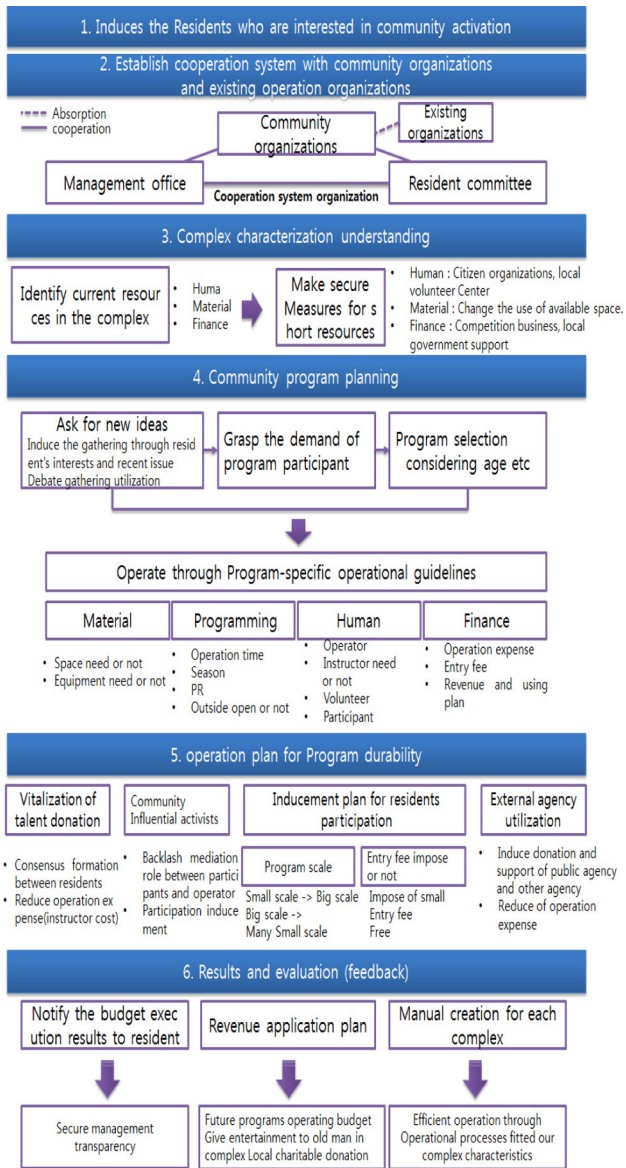 1. Induces the Residents who are interested in community activation
2. Establish cooperation system with community organizations
and existing operation organizations
Absorption
cooperation
Community
organizations
Existing
organizations
Management office
Resident committee
Cooperation system organization
3. Complex characterization understanding
Identify current resour
ces in the complex
• Huma
• Material
• Finance
Make secure
Measures for s
hort resources
• Human : Citizen organizations, local
volunteer Center
• Material : Change the use of available space.
• Finance : Competition business, local
government support
4. Community program planning
Ask for new ideas
Induce the gathering through resid
ent's interests and recent issue
Debate gathering utilization
Grasp the demand of
program participant
Program selection
considering age etc
Operate through Program-specific operational guidelines
Material
• Space need or not
• Equipment need or not
Programming
• Operation time
• Season
• PR
• Outside open or not
Human
• Operator
• Instructor need
or not
• Volunteer
• Participant
Finance
• Operation expense
• Entry fee
• Revenue and using
plan
5. operation plan for Program durability
Vitalization of
talent donation
• Consensus formation
between residents
• Reduce operation ex
pense(instructor cost)
Community
Influential activists
• Backlash mediation
role between partici
pants and operator
• Participation induce
ment
Inducement plan for residents
participation
Program scale
Small scale -> Big scale
Big scale ->
Many Small scale
Entry fee impose
or not
Impose of small
Entry fee
Free
External agency
utilization
• Induce donation and
support of public agency
and other agency
• Reduce of operation
expense
6. Results and evaluation (feedback)
Notify the budget exec
ution results to resident
Revenue application plan
Manual creation for each
complex
Secure management
transparency
Future programs operating budget
Give entertainment to old man in
complex Local charitable donation
Efficient operation through
Operational processes fitted our
complex characteristics